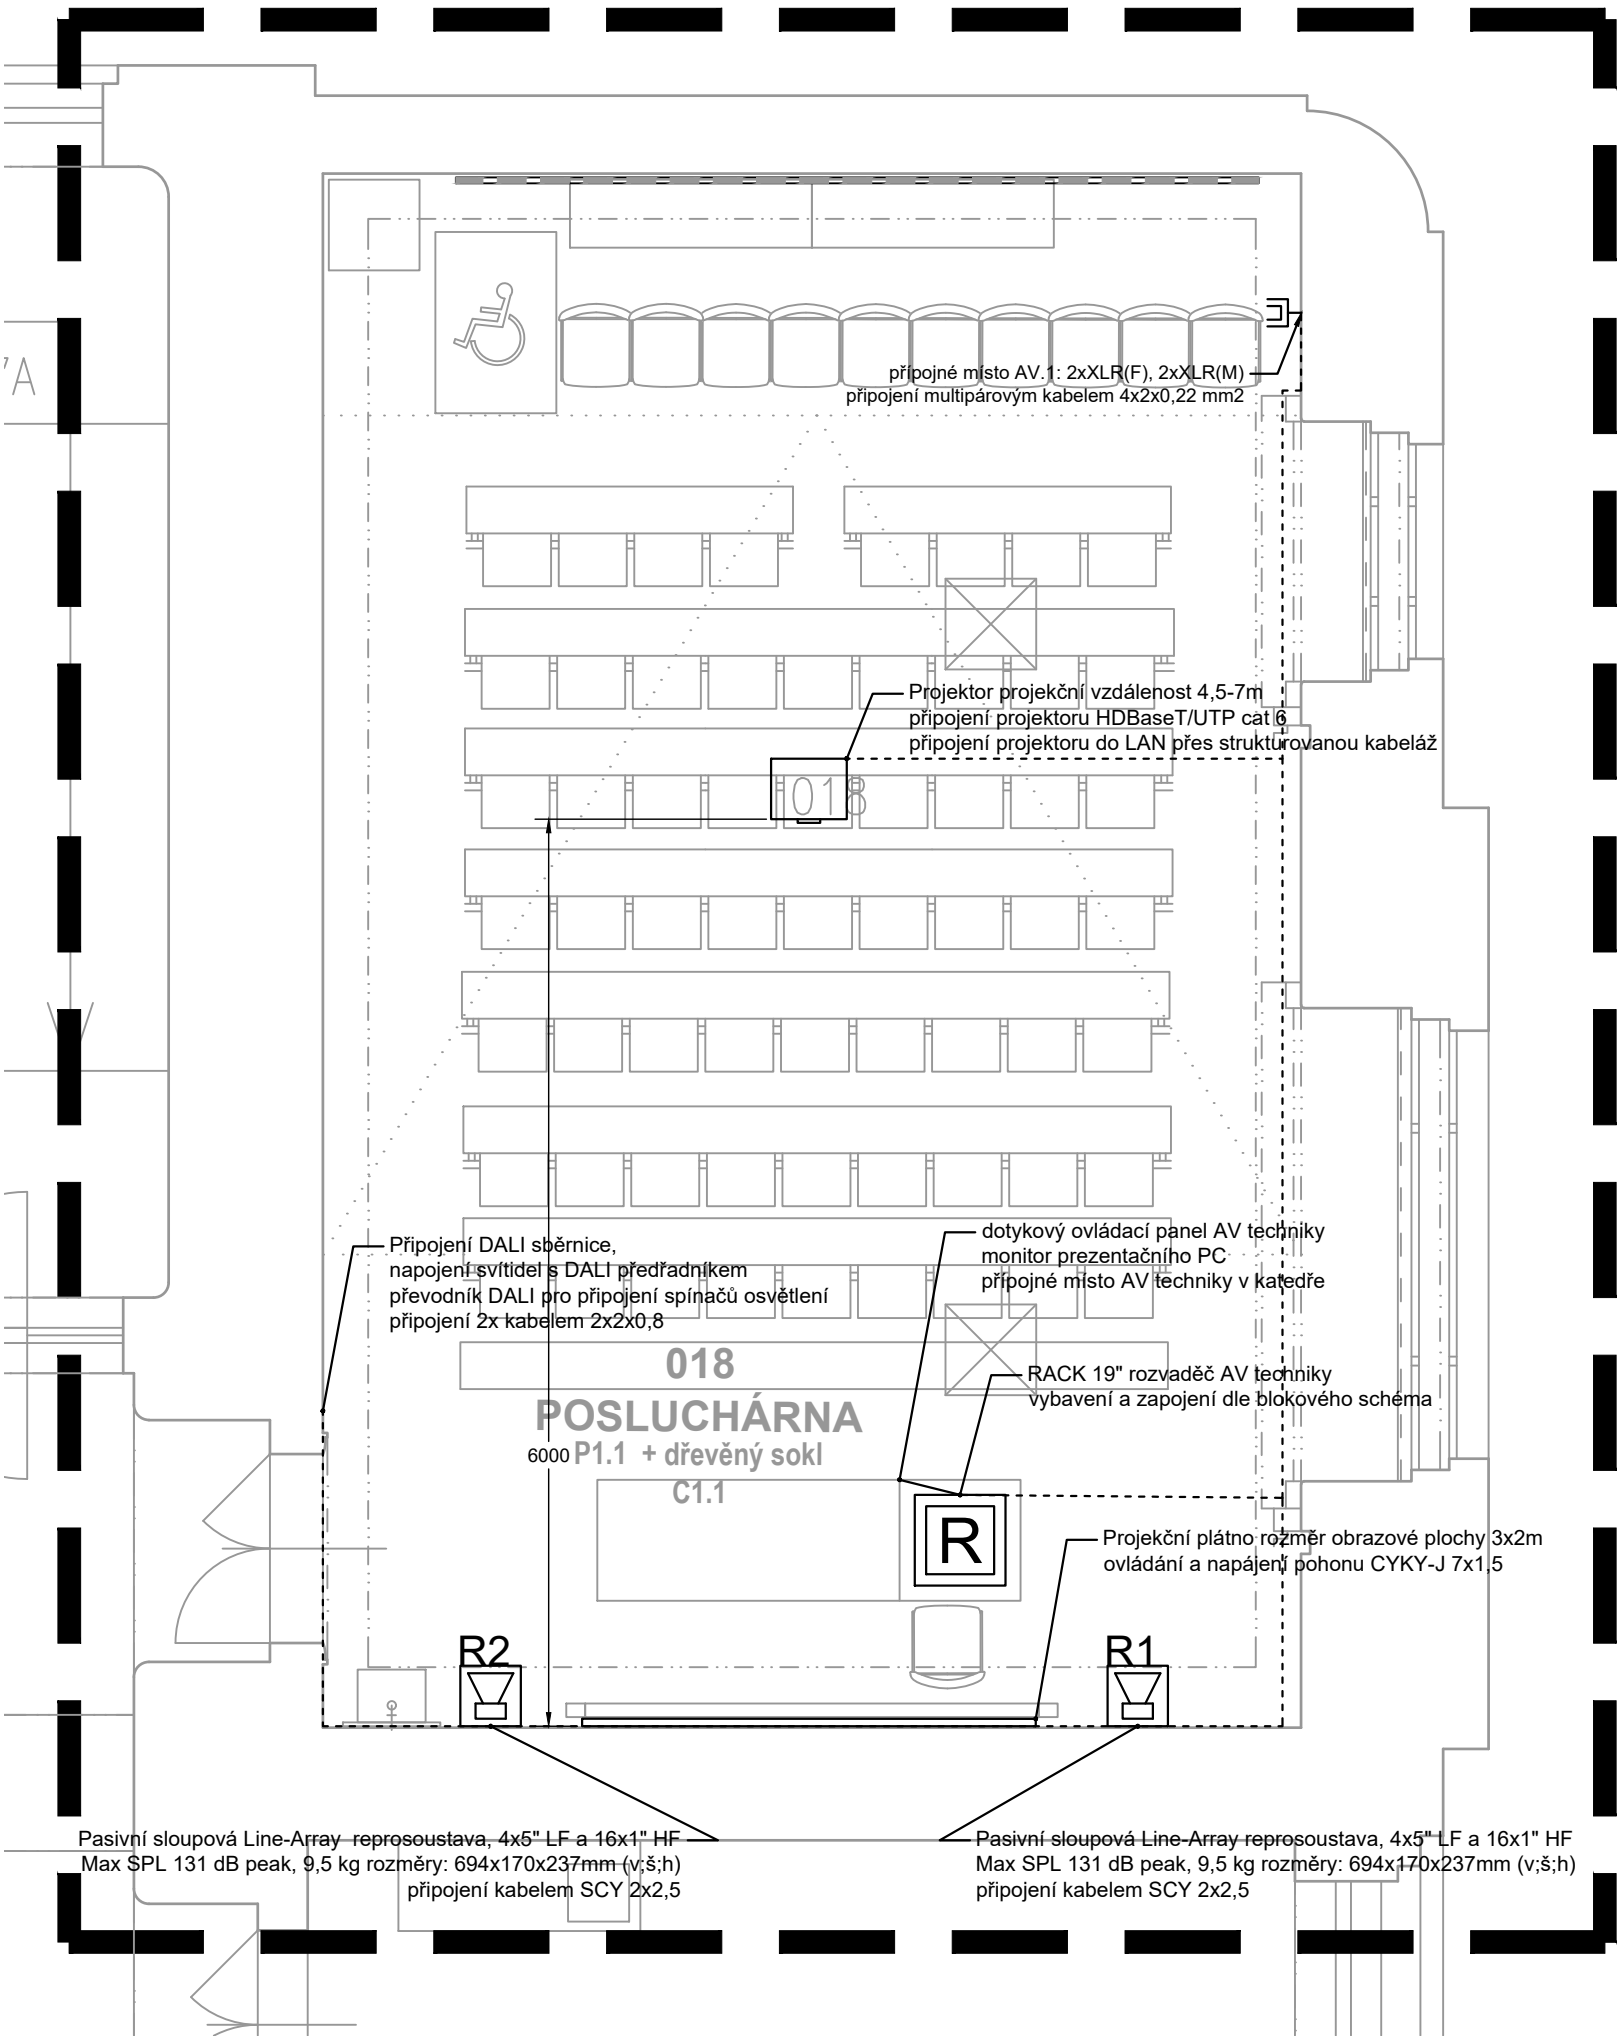 7A
přípojné místo AV.1: 2xXLR(F), 2xXLR(M)
připojení multipárovým kabelem 4x2x0,22 mm2
Projektor projekční vzdálenost 4,5-7m
připojení projektoru HDBaseT/UTP cat 6
připojení projektoru do LAN přes strukturovanou kabeláž
018
Připojení DALI sběrnice,
napojení svítidel s DALI předřadníkem
převodník DALI pro připojení spínačů osvětlení
připojení 2x kabelem 2x2x0,8
dotykový ovládací panel AV techniky
monitor prezentačního PC
přípojné místo AV techniky v katedře
018
POSLUCHÁRNA
P1.1 + dřevěný sokl
C1.1
6000
RACK 19" rozvaděč AV techniky
vybavení a zapojení dle blokového schéma
R
Projekční plátno rozměr obrazové plochy 3x2m
ovládání a napájení pohonu CYKY-J 7x1,5
R2
R1
Pasivní sloupová Line-Array reprosoustava, 4x5" LF a 16x1" HF
Max SPL 131 dB peak, 9,5 kg rozměry: 694x170x237mm (v;š;h)
připojení kabelem SCY 2x2,5
Pasivní sloupová Line-Array reprosoustava, 4x5" LF a 16x1" HF
Max SPL 131 dB peak, 9,5 kg rozměry: 694x170x237mm (v;š;h)
připojení kabelem SCY 2x2,5